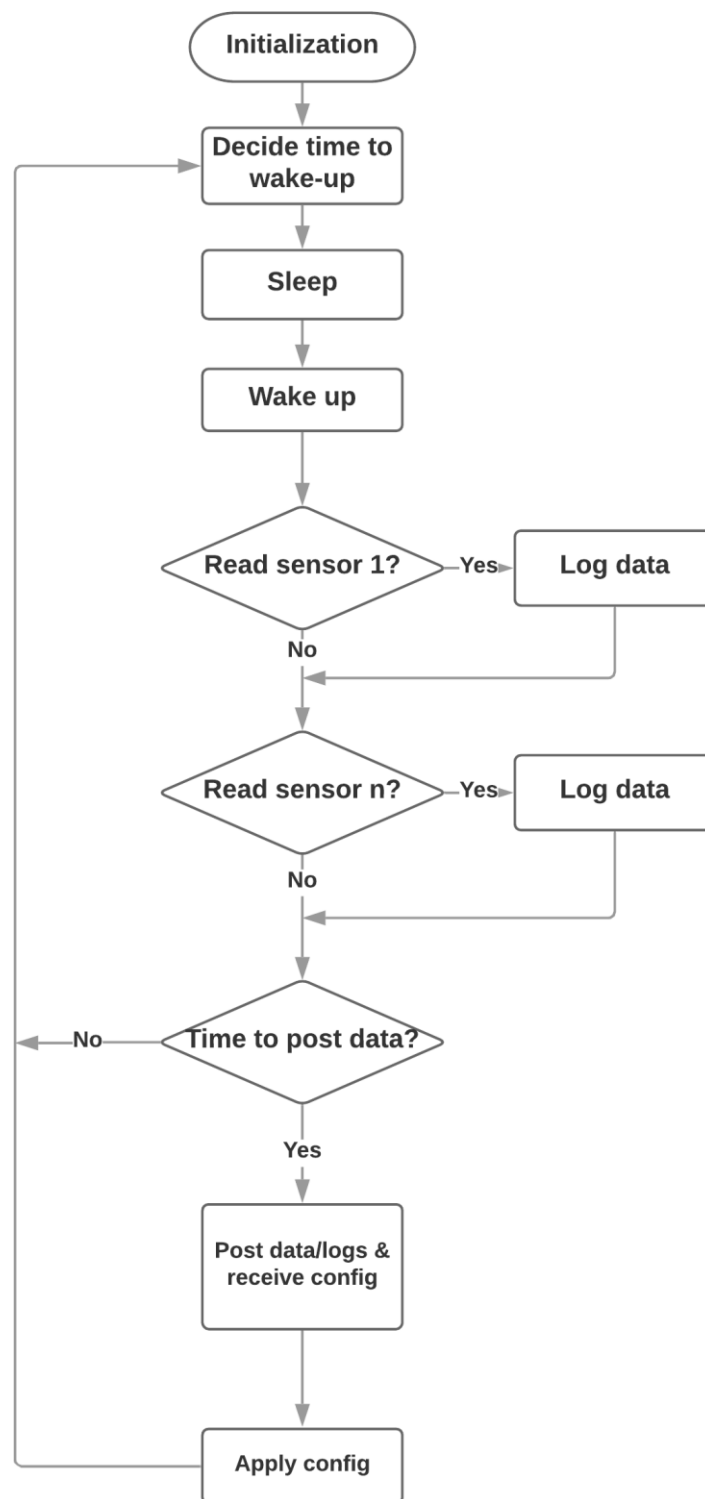 Initialization
Decide time to
wake-up
Sleep
Wake up
Read sensor 1?
Yes
Log data
No
Read sensor n?
Yes
Log data
No
Time to post data?
No
Yes
Post data/logs &
receive config
Apply config